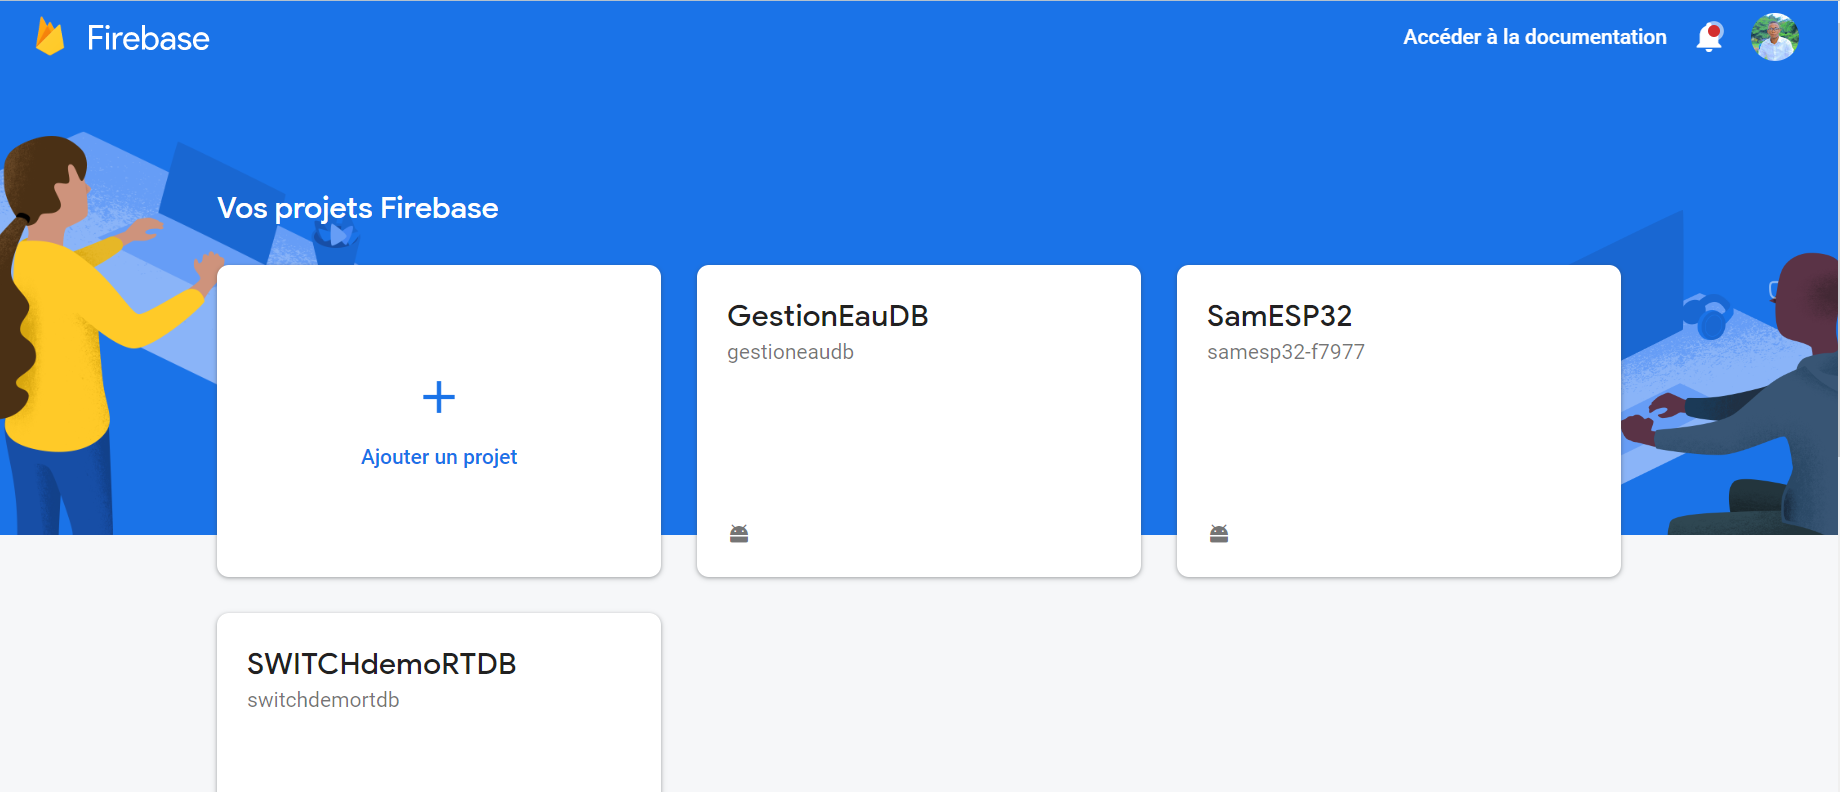 Firebase
Accéder à la documentation
Vos projets Firebase
Ajouter un projet
GestionEauDB
gestioneaudb
SamESP32
samesp32-f7977
SWITCHdemoRTDB
switchdemortdb